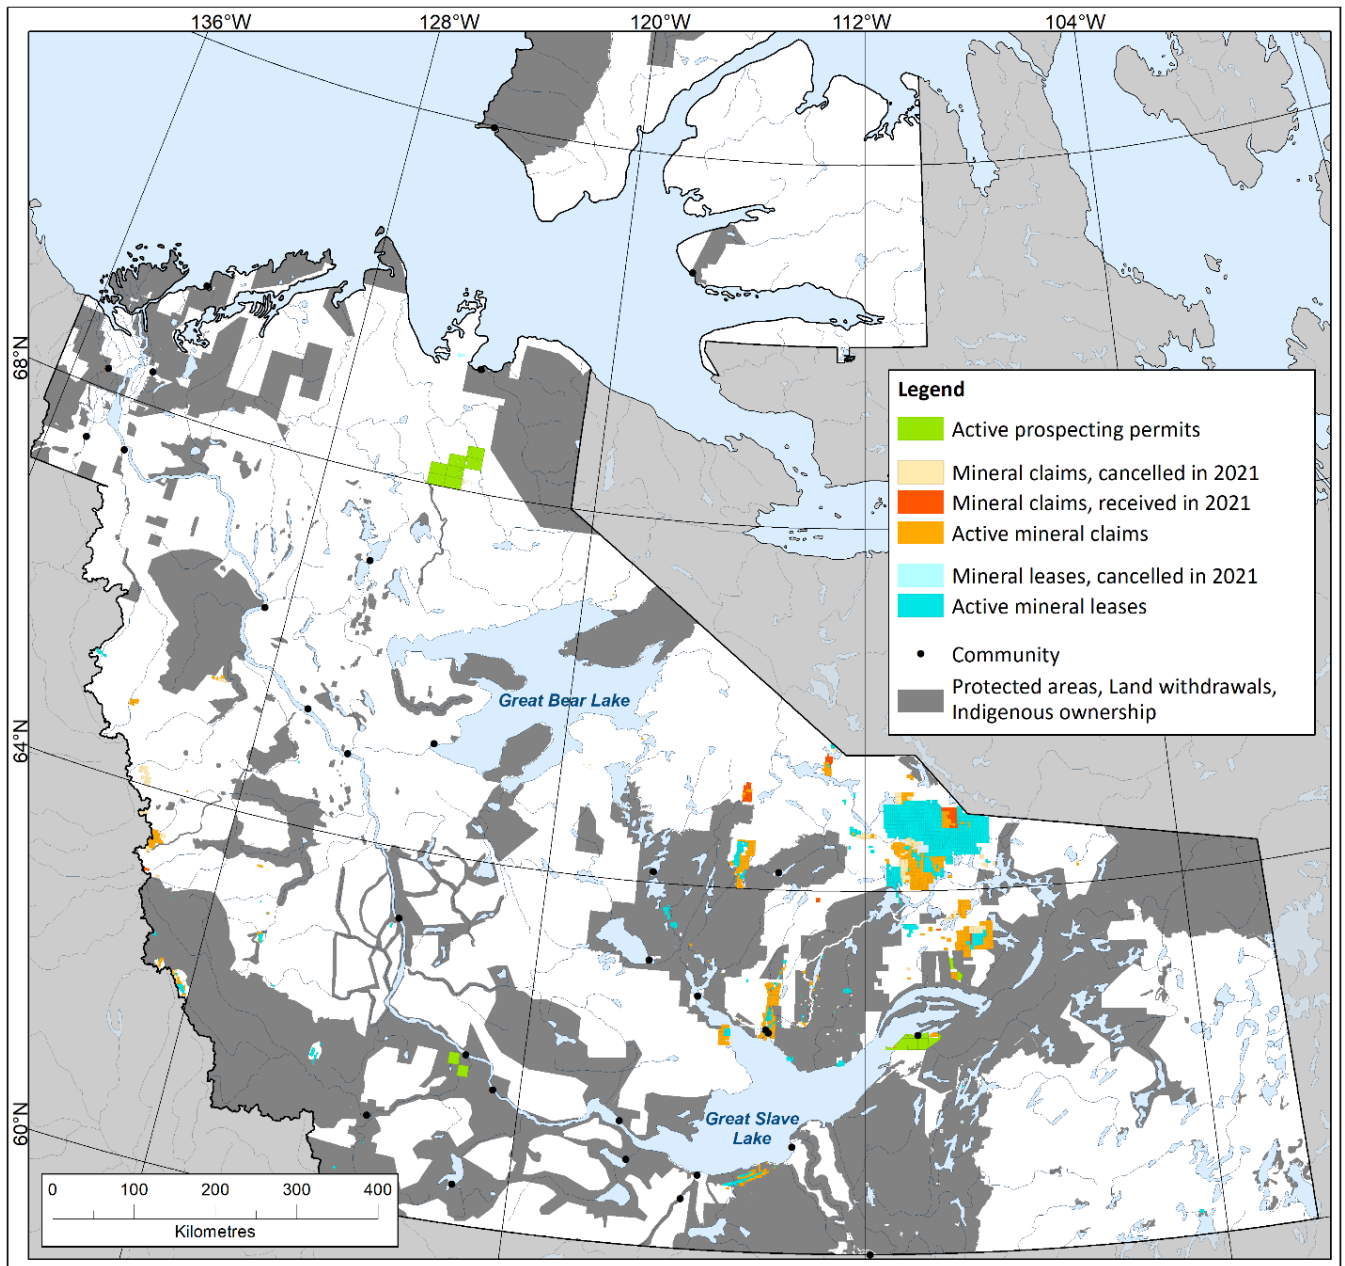 136°W
128°W
120°W
112°W
104°W
68°N
64°N
60°N
Legend
Active prospecting permits
Mineral claims, cancelled in 2021
Mineral claims, received in 2021
Active mineral claims
Mineral leases, cancelled in 2021
Active mineral leases
Community
Protected areas, Land withdrawals,
Indigenous ownership
Great Bear Lake
Great Slave
Lake
0 100 200 300 400
Kilometres